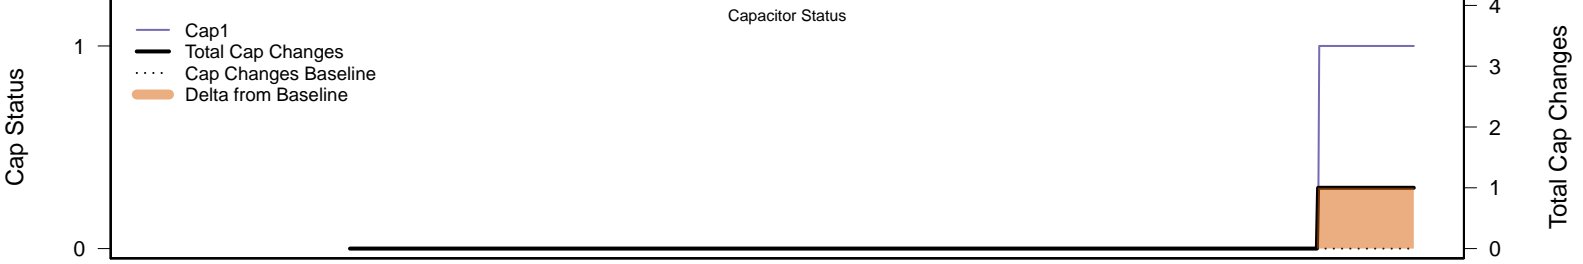 Capacitor Status
Cap1
Total Cap Changes
Cap Changes Baseline
Delta from Baseline
Cap Status
1
0
4
3
2
1
0
Total Cap Changes